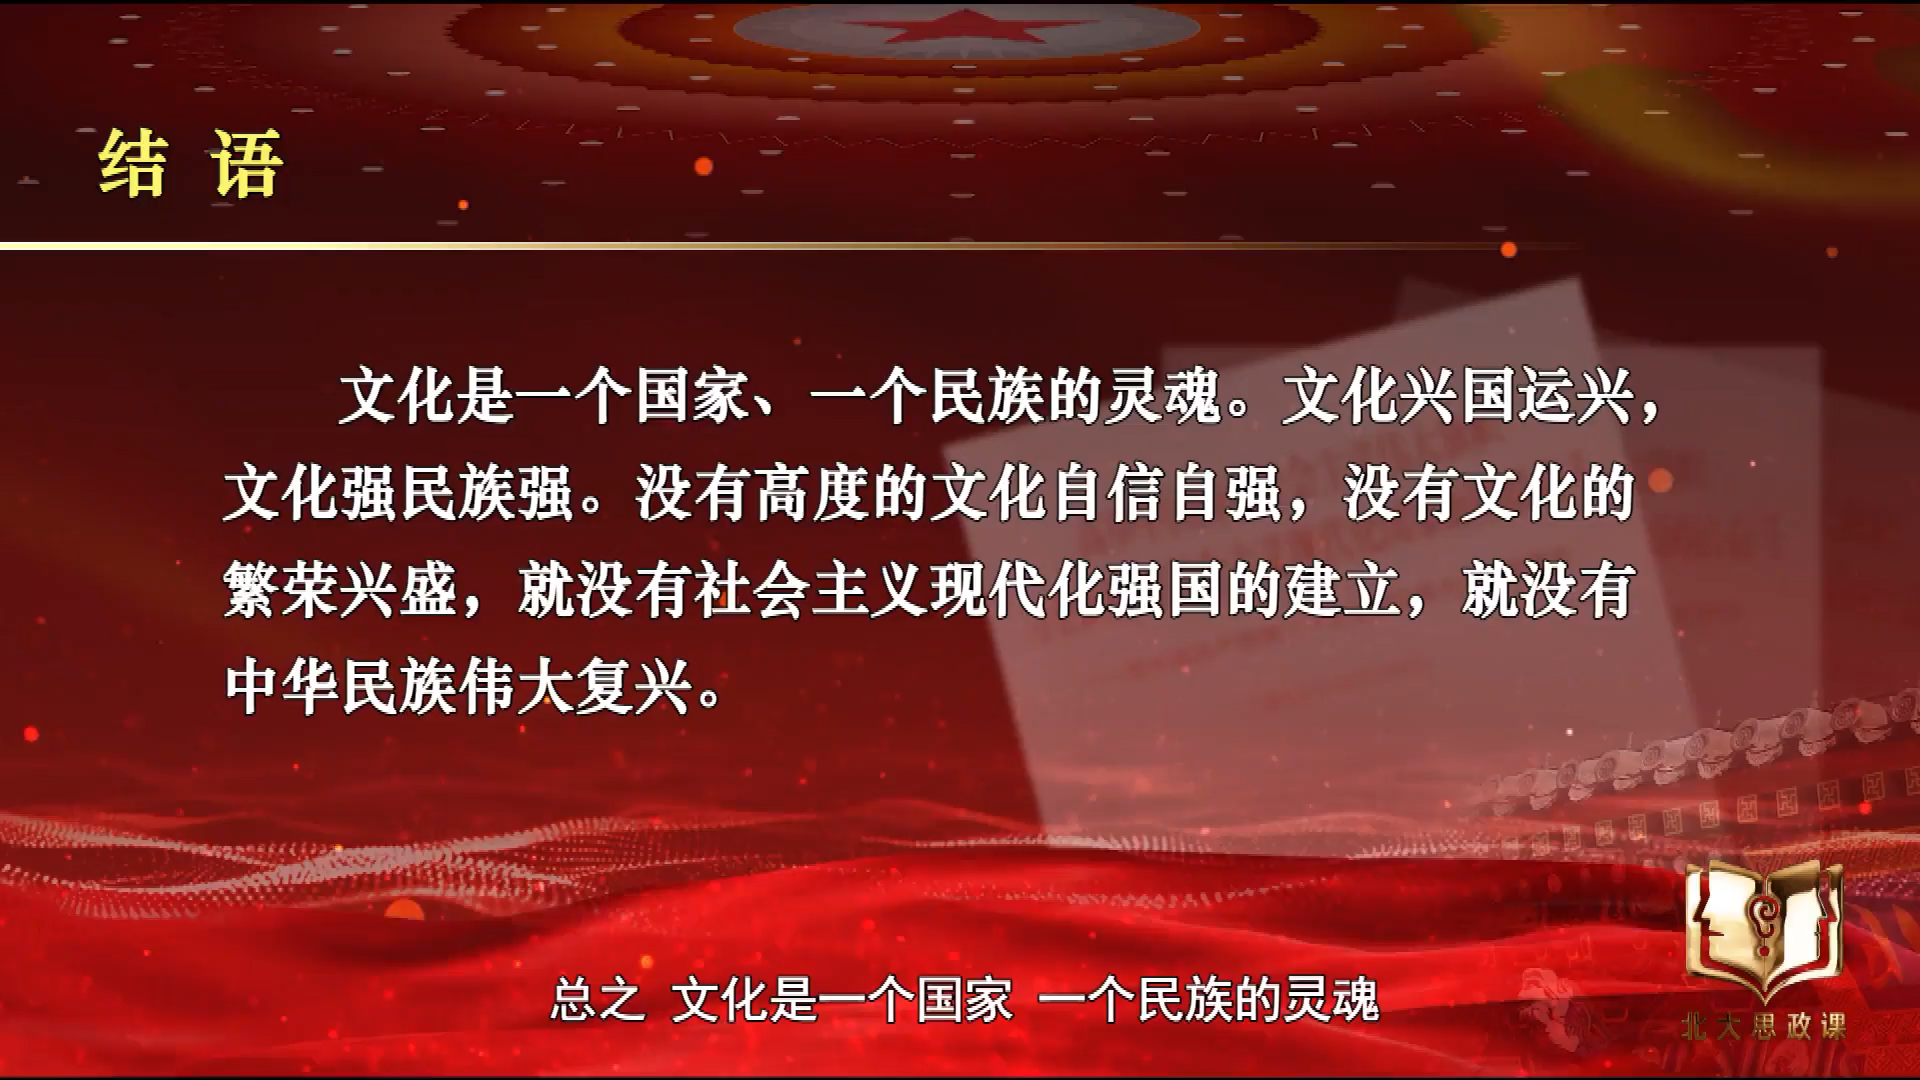 结 语
文化是一个国家、一个民族的灵魂。文化兴国运兴，
文化强民族强。没有高度的文化自信自强，没有文化的
繁荣兴盛，就没有社会主义现代化强国的建立，就没有
中华民族伟大复兴。
总之 文化是一个国家 一个民族的灵魂
北大思政课